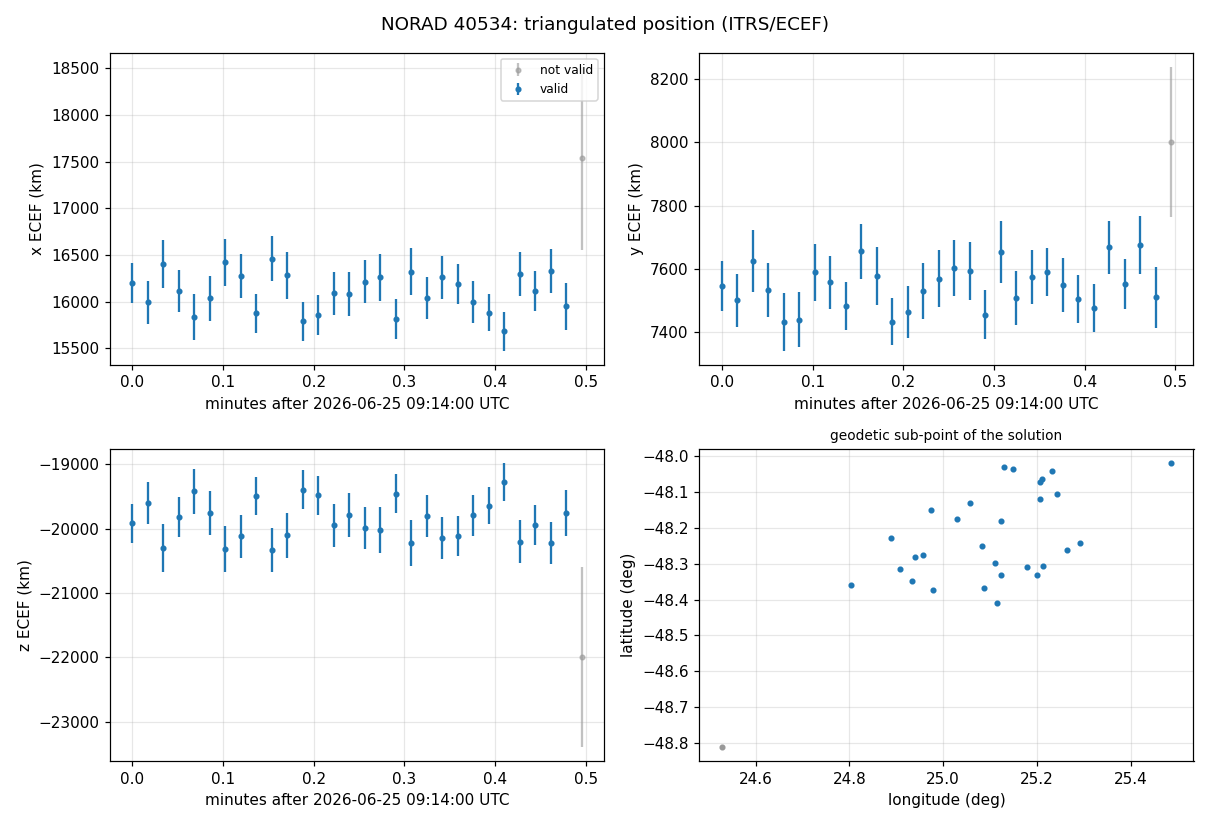 NORAD 40534: triangulated position (ITRS/ECEF)
18500
18000
17500
17000
16500
16000
15500
x ECEF (km)
not valid
valid
0.0 0.1 0.2 0.3 0.4 0.5
minutes after 2026-06-25 09:14:00 UTC
8200
8000
7800
7600
7400
y ECEF (km)
0.0 0.1 0.2 0.3 0.4 0.5
minutes after 2026-06-25 09:14:00 UTC
−19000
−20000
−21000
−22000
−23000
z ECEF (km)
0.0 0.1 0.2 0.3 0.4 0.5
minutes after 2026-06-25 09:14:00 UTC
geodetic sub-point of the solution
−48.0
−48.1
−48.2
−48.3
−48.4
−48.5
−48.6
−48.7
−48.8
latitude (deg)
24.6 24.8 25.0 25.2 25.4
longitude (deg)